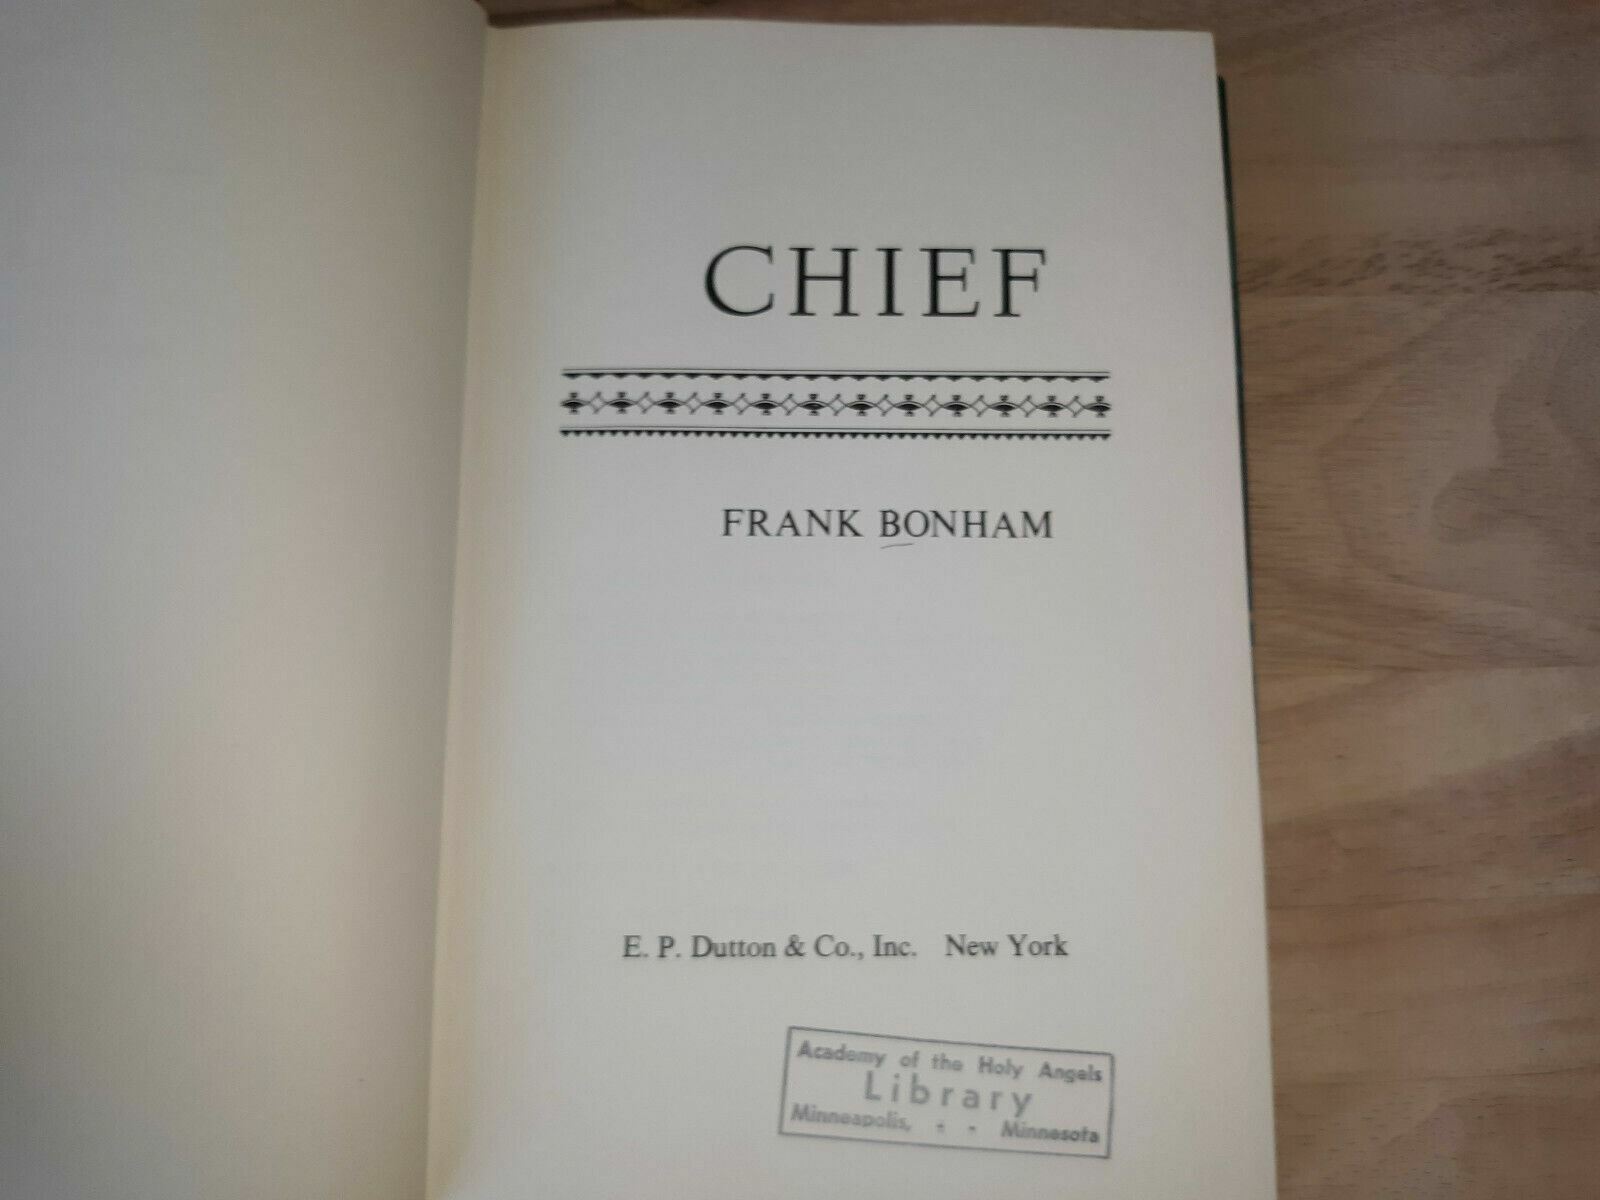 CHIEF
FRANK BONHAM
E. P. Dutton & Co., Inc. New York
Academy of the Holy Angels
Library
Minneapolis, - - Minnesota